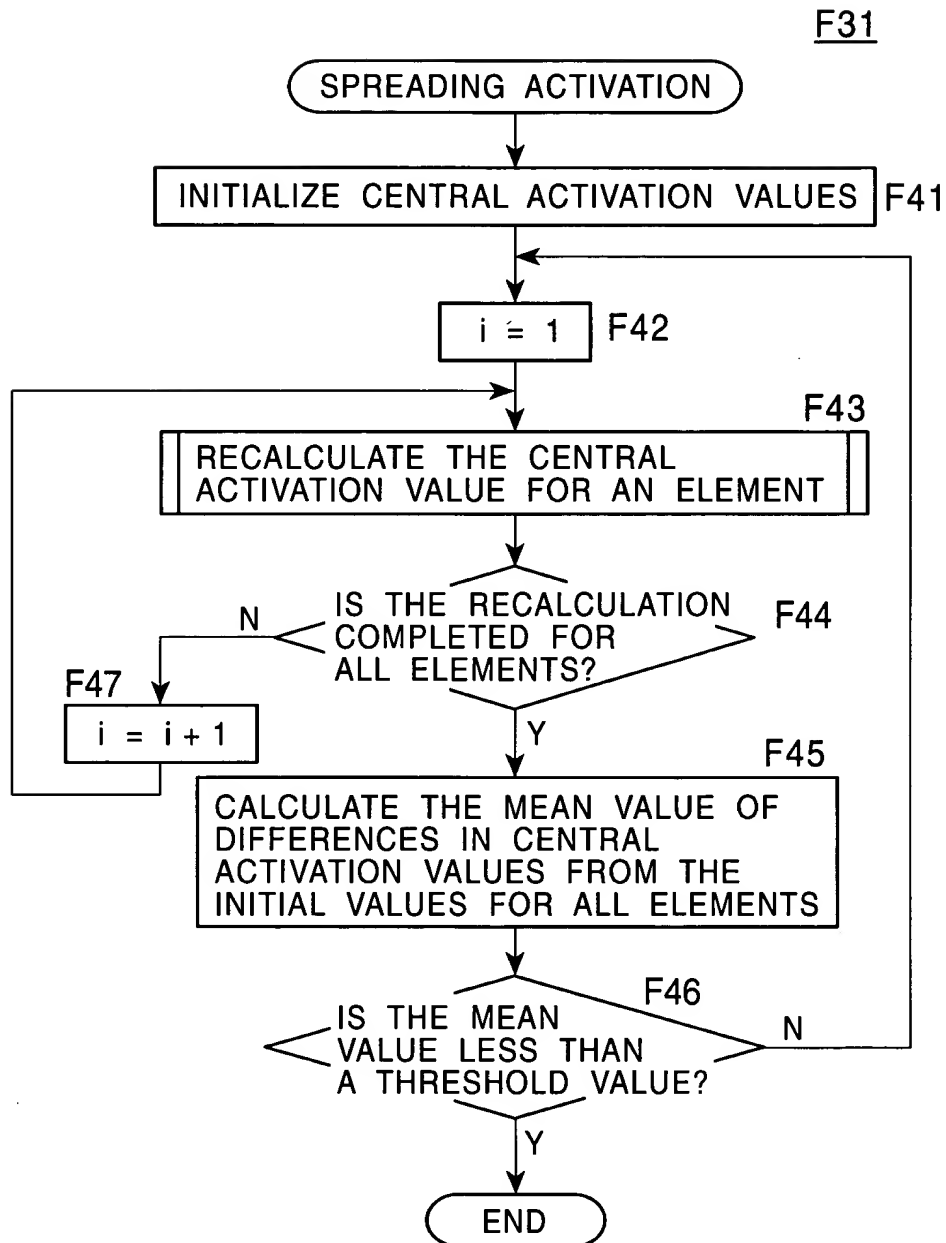 F31
SPREADING ACTIVATION
INITIALIZE CENTRAL ACTIVATION VALUES
F41
i = 1
F42
F43
RECALCULATE THE CENTRAL
ACTIVATION VALUE FOR AN ELEMENT
IS THE RECALCULATION
COMPLETED FOR
ALL ELEMENTS?
F44
N
F47
i = i + 1
Y
F45
CALCULATE THE MEAN VALUE OF
DIFFERENCES IN CENTRAL
ACTIVATION VALUES FROM THE
INITIAL VALUES FOR ALL ELEMENTS
F46
IS THE MEAN
VALUE LESS THAN
A THRESHOLD VALUE?
N
Y
END